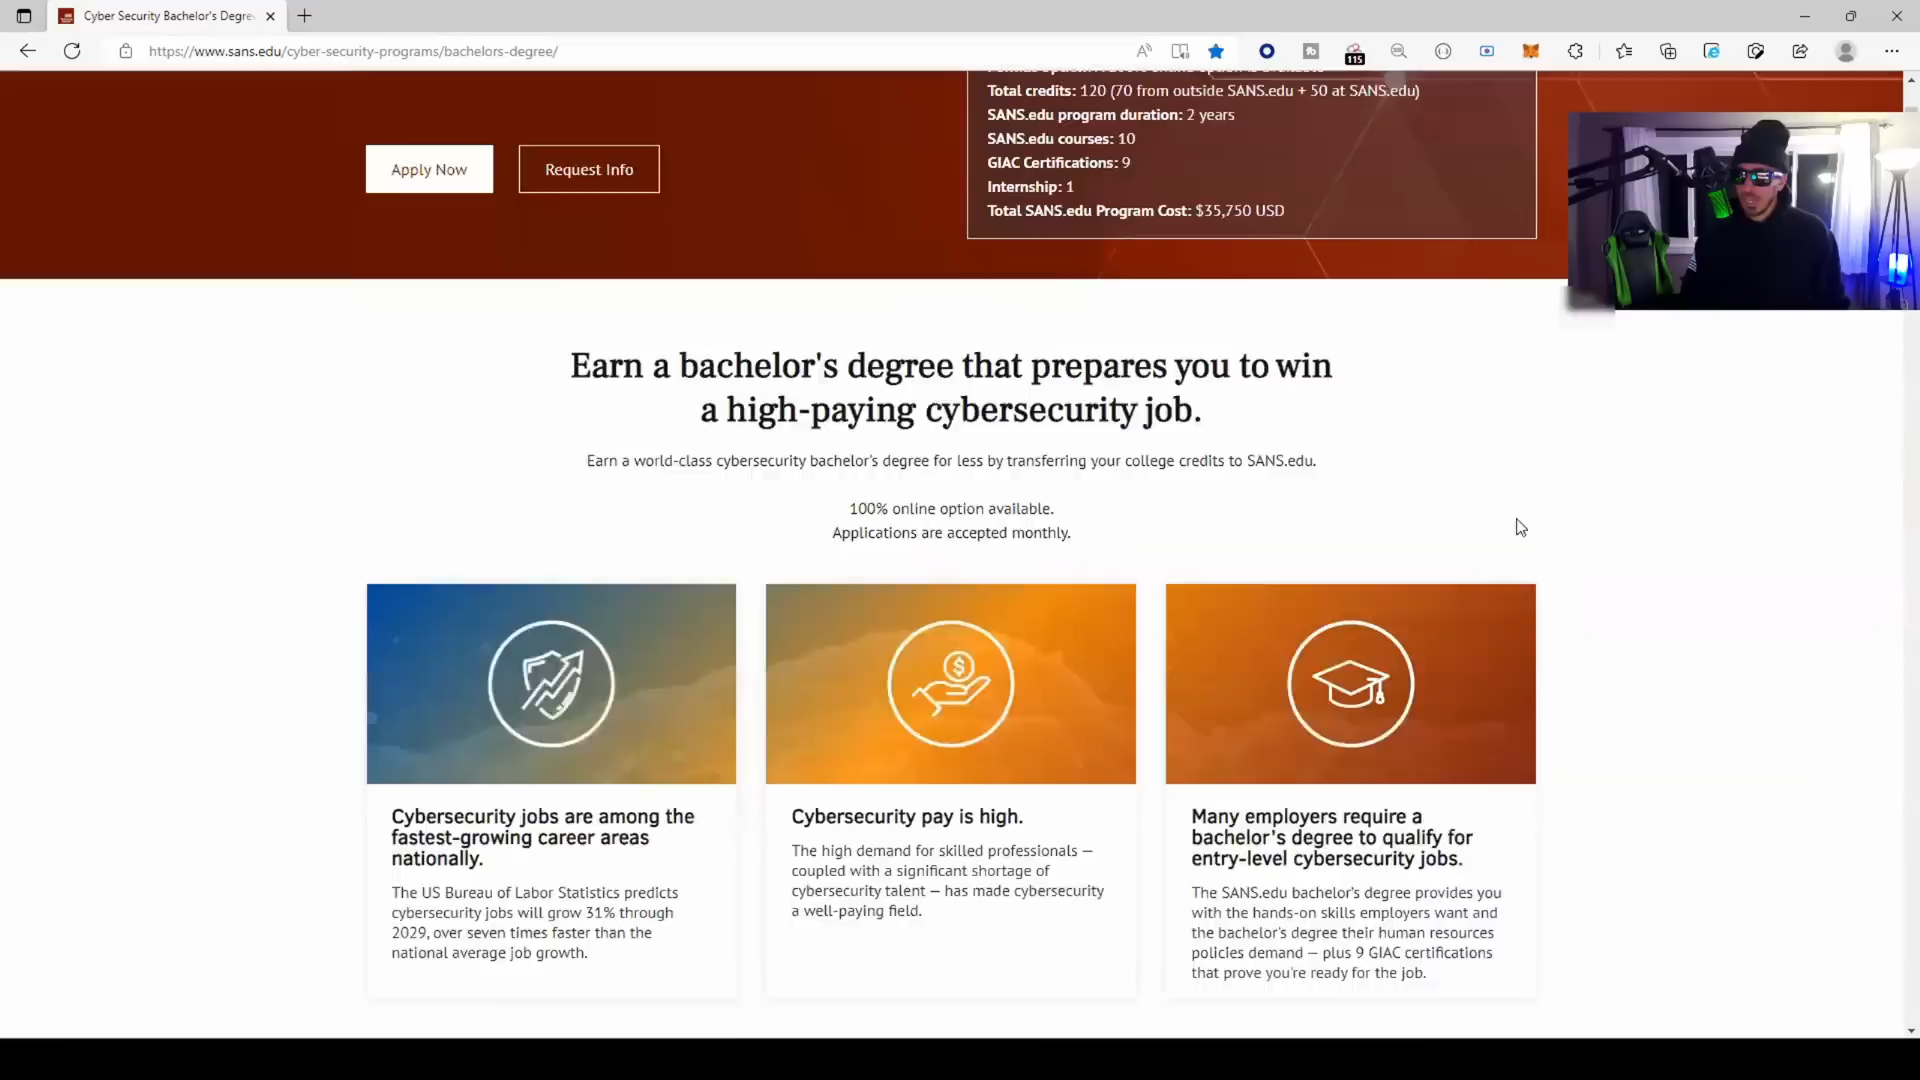 Cyber Security Bachelor's Degre
https://www.sans.edu/cyber-security-programs/bachelors-degree/
115
Total credits: 120 (70 from outside SANS.edu + 50 at SANS.edu)
SANS.edu program duration: 2 years
SANS.edu courses: 10
GIAC Certifications: 9
Internship: 1
Total SANS.edu Program Cost: $35,750 USD
Apply Now
Request Info
Earn a bachelor's degree that prepares you to win
a high-paying cybersecurity job.
Earn a world-class cybersecurity bachelor's degree for less by transferring your college credits to SANS.edu.
100% online option available.
Applications are accepted monthly.
Cybersecurity jobs are among the
fastest-growing career areas
nationally.
The US Bureau of Labor Statistics predicts
cybersecurity jobs will grow 31% through
2029, over seven times faster than the
national average job growth.
Cybersecurity pay is high.
The high demand for skilled professionals —
coupled with a significant shortage of
cybersecurity talent — has made cybersecurity
a well-paying field.
Many employers require a
bachelor's degree to qualify for
entry-level cybersecurity jobs.
The SANS.edu bachelor's degree provides you
with the hands-on skills employers want and
the bachelor's degree their human resources
policies demand — plus 9 GIAC certifications
that prove you're ready for the job.